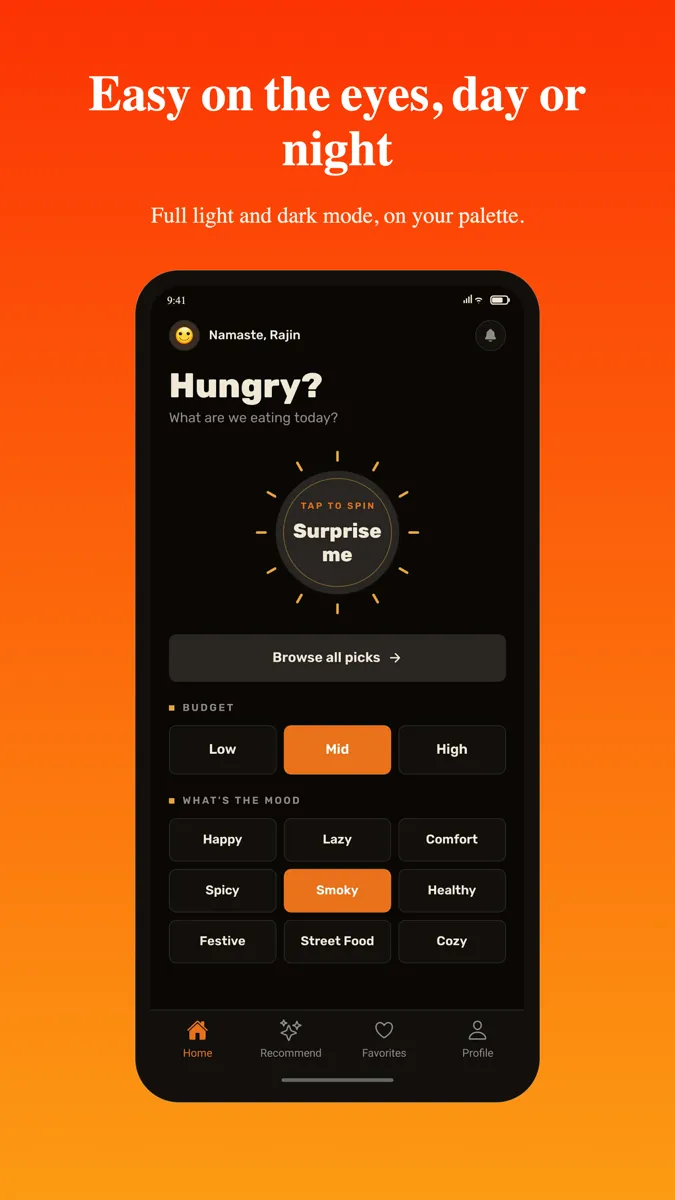 Easy on the eyes, day or
night
Full light and dark mode, on your palette.
9:41
Namaste, Rajin
Hungry?
What are we eating today?
TAP TO SPIN
Surprise
me
Browse all picks →
BUDGET
Low Mid High
WHAT'S THE MOOD
Happy Lazy Comfort
Spicy Smoky Healthy
Festive Street Food Cozy
Home Recommend Favorites Profile